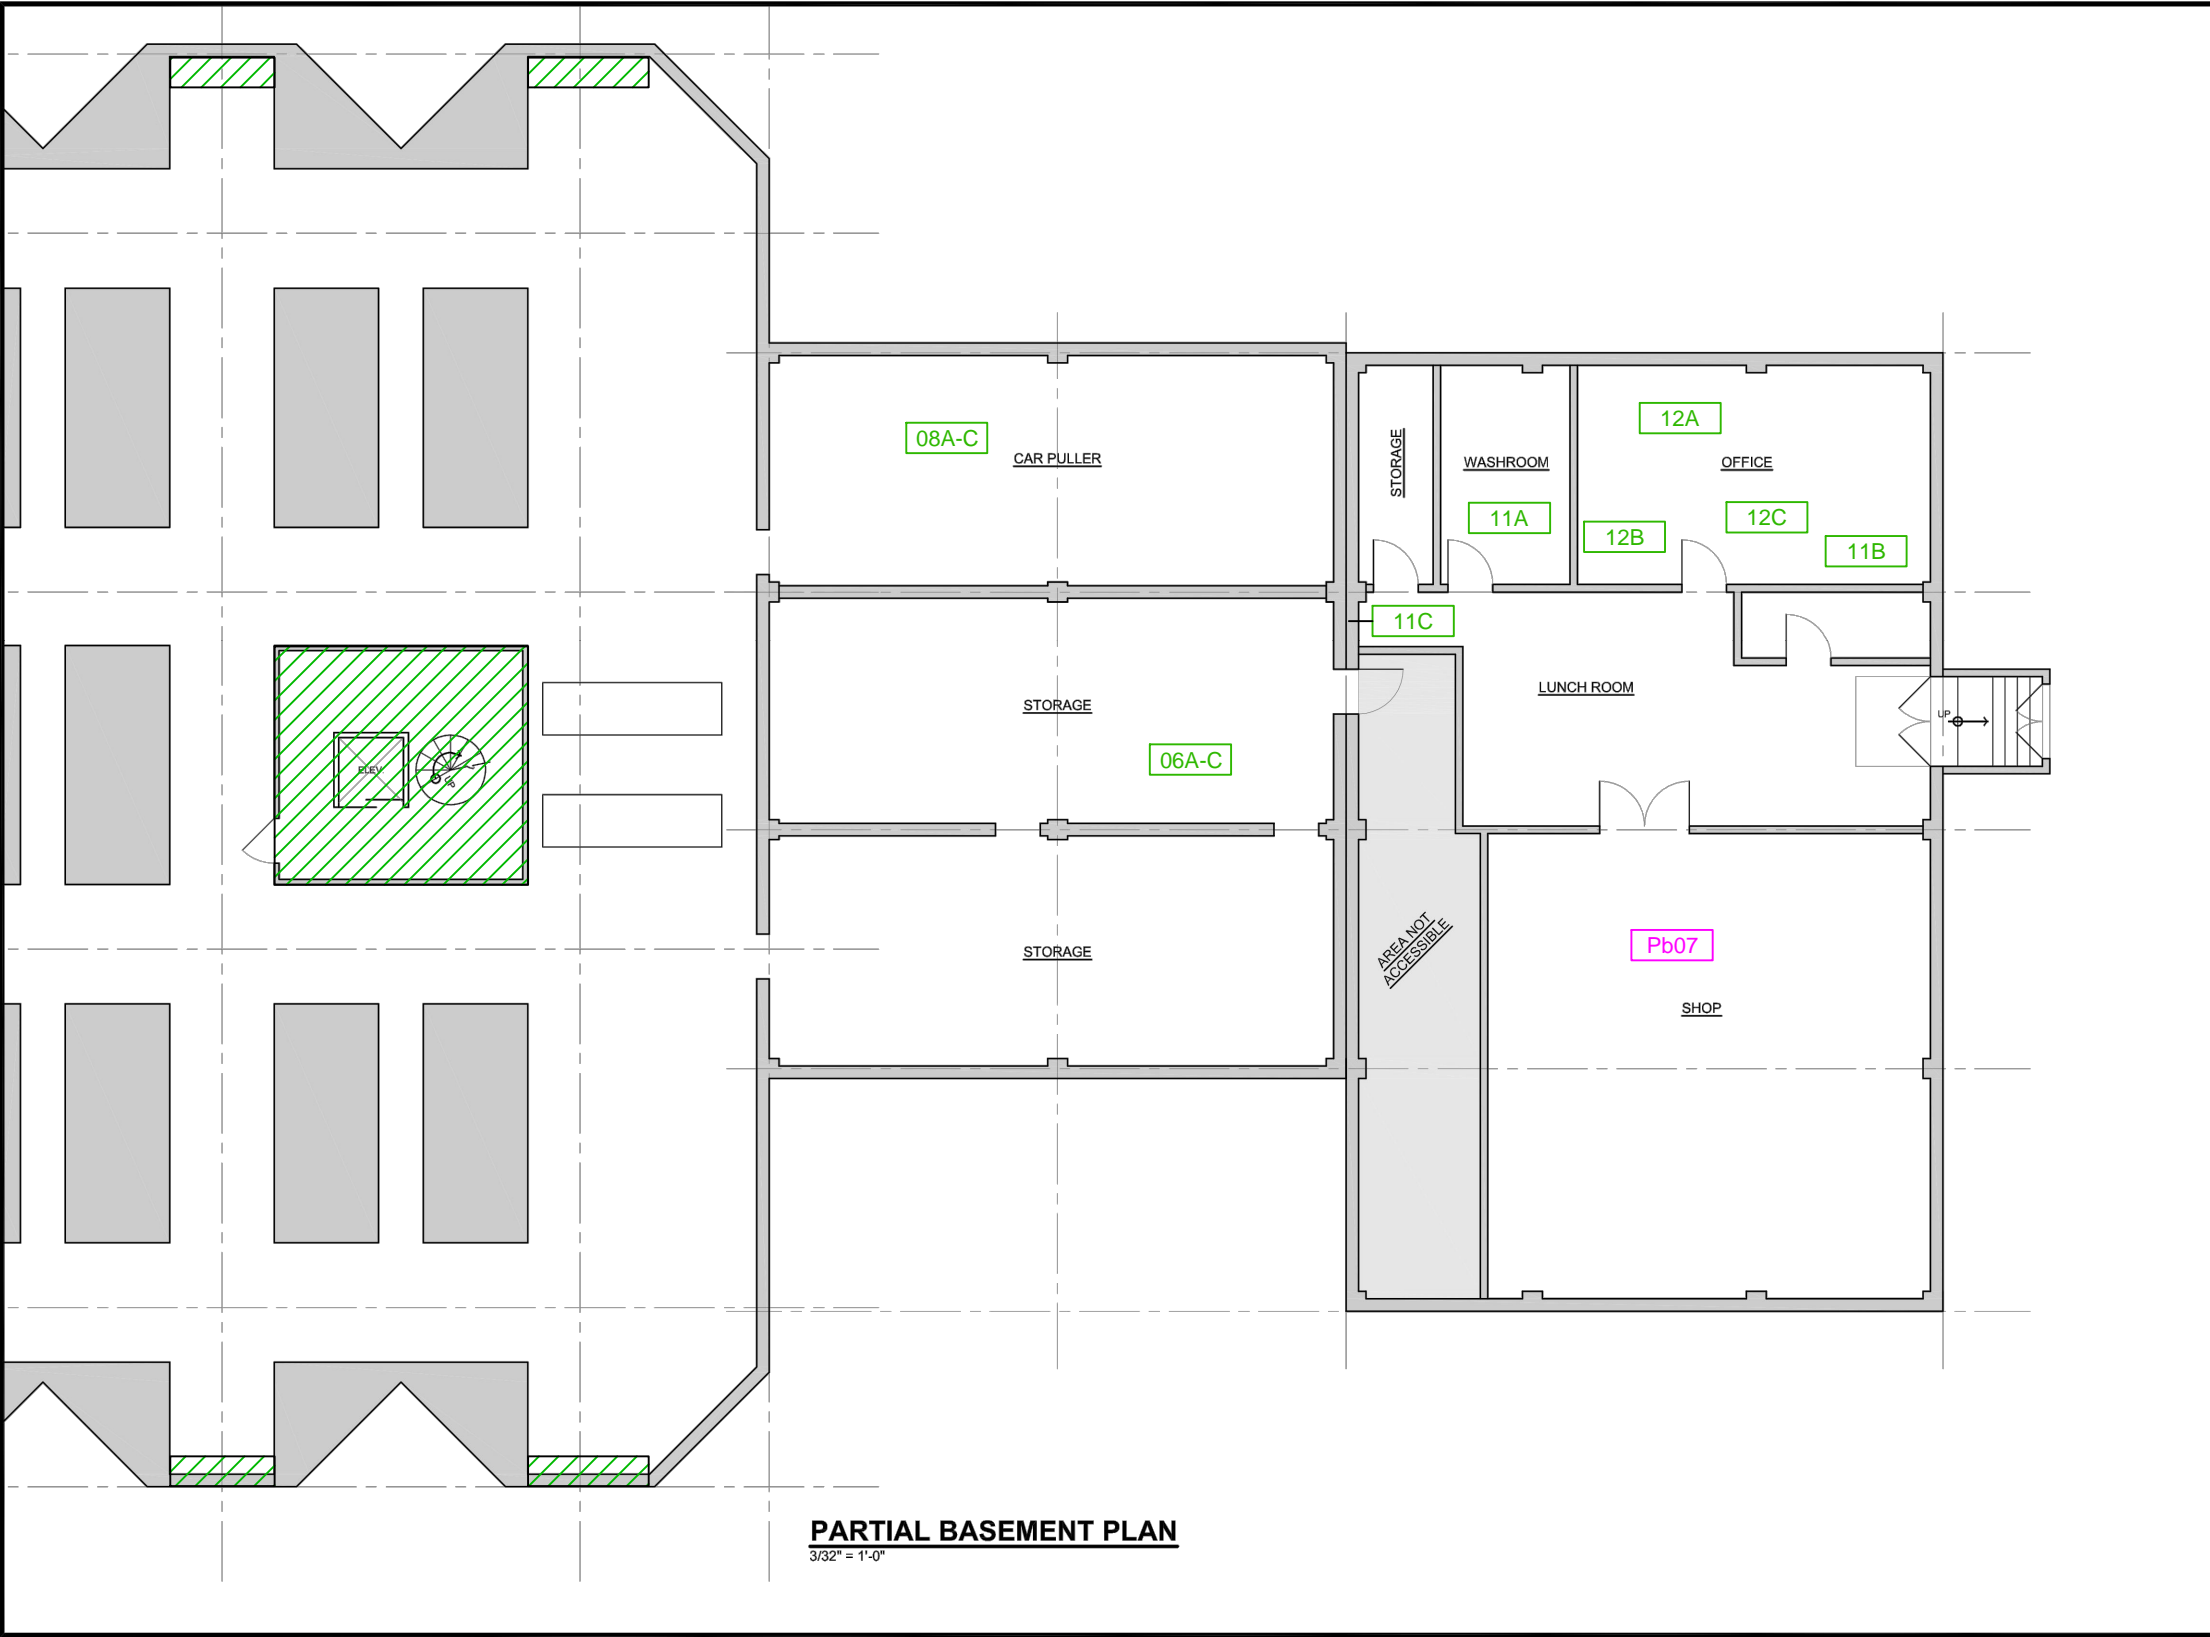 12A
08A-C
CAR PULLER
STORAGE
WASHROOM
OFFICE
11A
12C
12B
11B
11C
LUNCH ROOM
STORAGE
UP
06A-C
ELEV.
UP
AREA NOT
ACCESSIBLE
Pb07
STORAGE
SHOP
PARTIAL BASEMENT PLAN
3/32" = 1'-0"